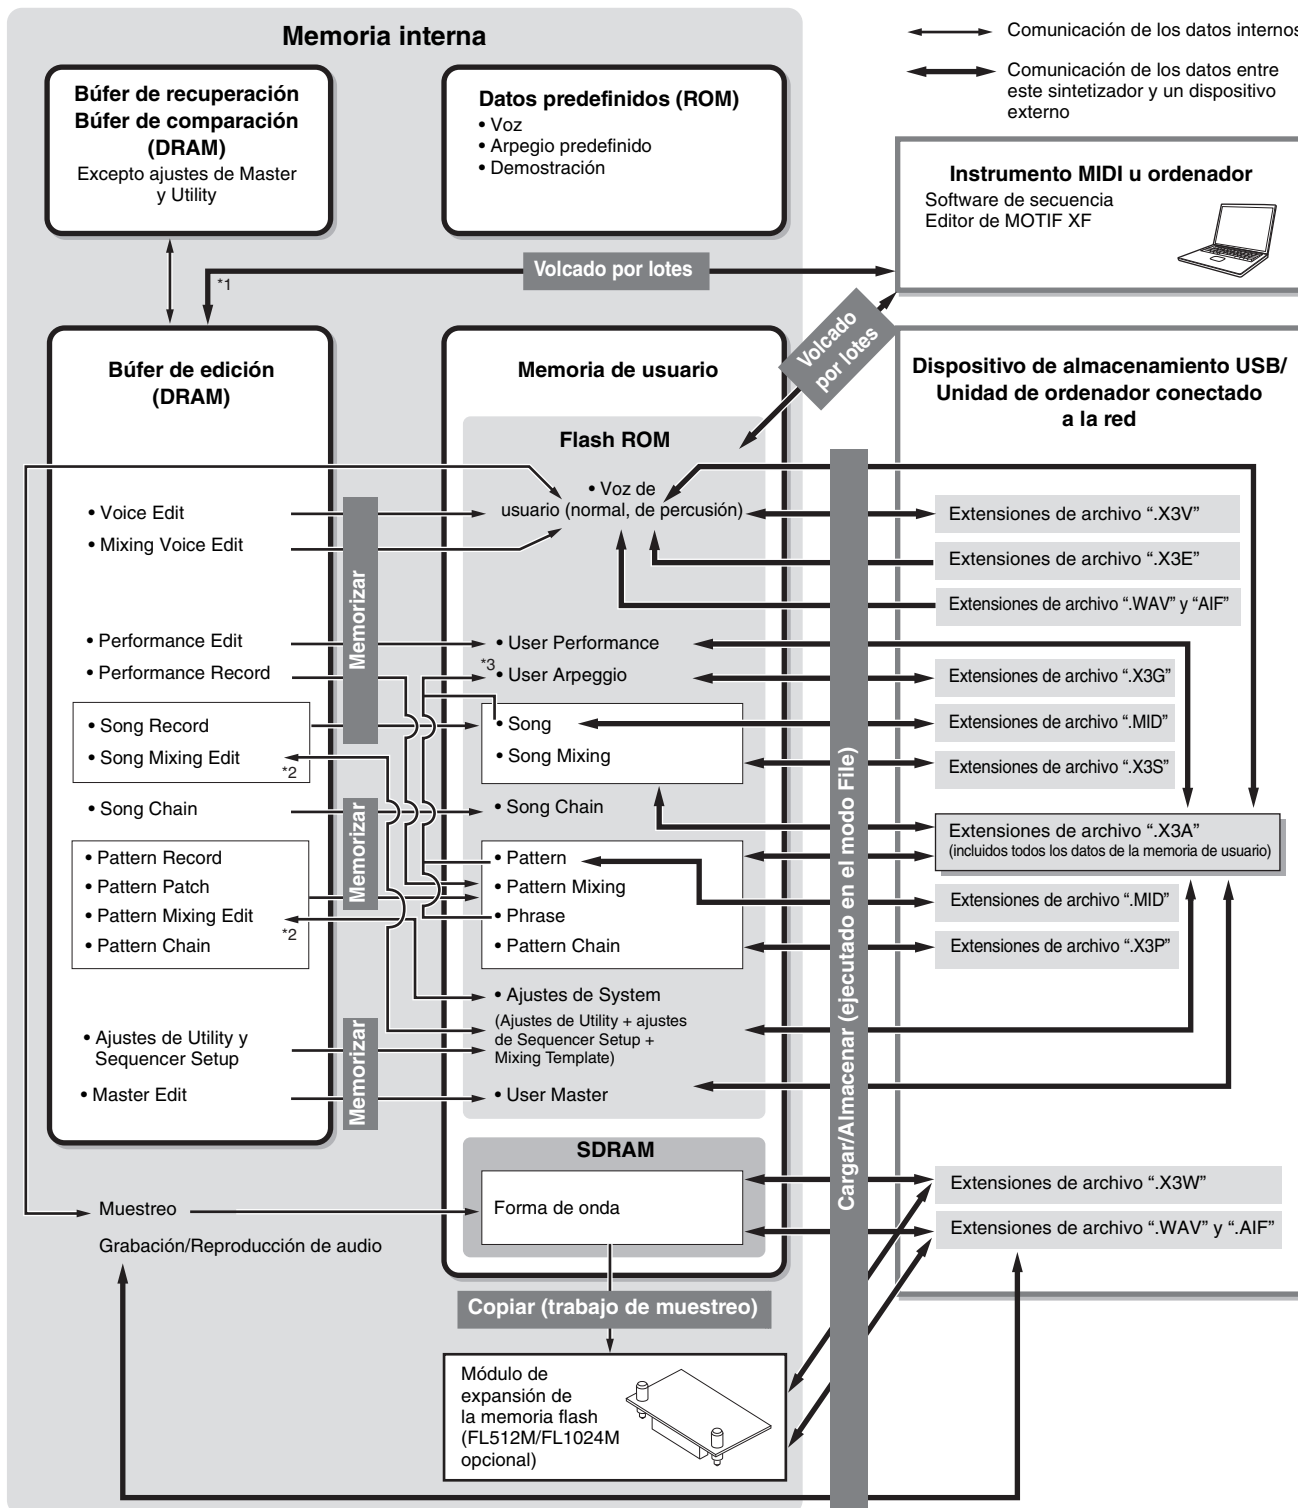 Memoria interna
Comunicación de los datos internos
Comunicación de los datos entre
este sintetizador y un dispositivo
externo
Búfer de recuperación
Búfer de comparación
(DRAM)
Excepto ajustes de Master
y Utility
Datos predefinidos (ROM)
• Voz
• Arpegio predefinido
• Demostración
Instrumento MIDI u ordenador
Software de secuencia
Editor de MOTIF XF
*1
Volcado por lotes
Volcado
por lotes
Búfer de edición
(DRAM)
• Voice Edit
• Mixing Voice Edit
• Performance Edit
• Performance Record
• Song Record
• Song Mixing Edit
*2
• Song Chain
• Pattern Record
• Pattern Patch
• Pattern Mixing Edit
*2
• Pattern Chain
• Ajustes de Utility y
Sequencer Setup
• Master Edit
Memorizar
Memorizar
Memorizar
Memoria de usuario
Flash ROM
• Voz de
usuario (normal, de percusión)
• User Performance
*3
• User Arpeggio
• Song
• Song Mixing
• Song Chain
• Pattern
• Pattern Mixing
• Phrase
• Pattern Chain
• Ajustes de System
(Ajustes de Utility + ajustes
de Sequencer Setup +
Mixing Template)
• User Master
SDRAM
Forma de onda
Muestreo
Grabación/Reproducción de audio
Copiar (trabajo de muestreo)
Módulo de
expansión de
la memoria flash
(FL512M/FL1024M
opcional)
Cargar/Almacenar (ejecutado en el modo File)
Dispositivo de almacenamiento USB/
Unidad de ordenador conectado
a la red
Extensiones de archivo “.X3V”
Extensiones de archivo “.X3E”
Extensiones de archivo “.WAV” y “AIF”
Extensiones de archivo “.X3G”
Extensiones de archivo “.MID”
Extensiones de archivo “.X3S”
Extensiones de archivo “.X3A”
(incluidos todos los datos de la memoria de usuario)
Extensiones de archivo “.MID”
Extensiones de archivo “.X3P”
Extensiones de archivo “.X3W”
Extensiones de archivo “.WAV” y “.AIF”